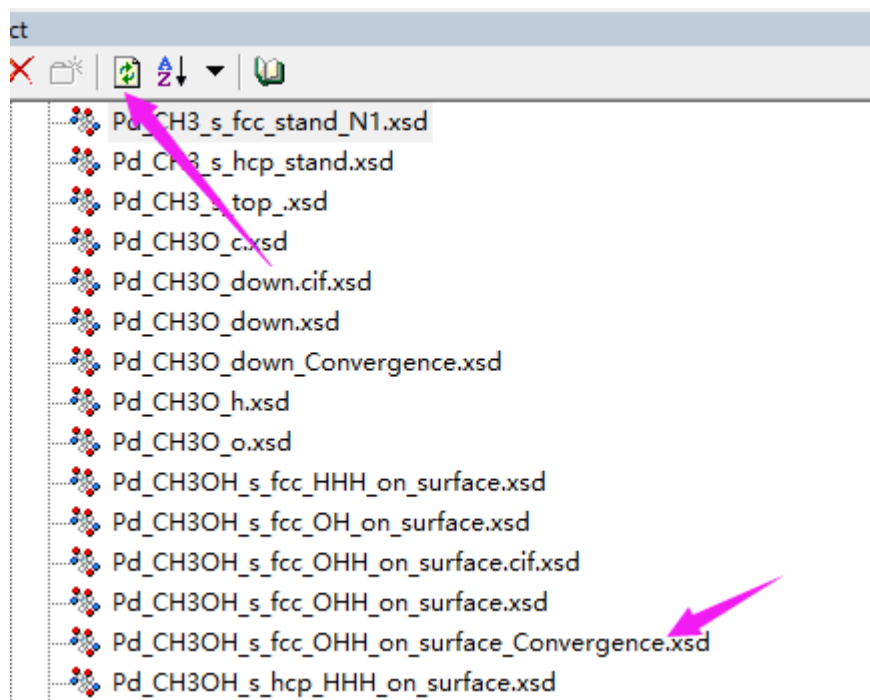 ct
Pd_CH3_s_fcc_stand_N1.xsd
Pd_CH3_s_hcp_stand.xsd
Pd_CH3_s_top_.xsd
Pd_CH3O_c.xsd
Pd_CH3O_down.cif.xsd
Pd_CH3O_down.xsd
Pd_CH3O_down_Convergence.xsd
Pd_CH3O_h.xsd
Pd_CH3O_o.xsd
Pd_CH3OH_s_fcc_HHH_on_surface.xsd
Pd_CH3OH_s_fcc_OH_on_surface.xsd
Pd_CH3OH_s_fcc_OHH_on_surface.cif.xsd
Pd_CH3OH_s_fcc_OHH_on_surface.xsd
Pd_CH3OH_s_fcc_OHH_on_surface_Convergence.xsd
Pd_CH3OH_s_hcp_HHH_on_surface.xsd